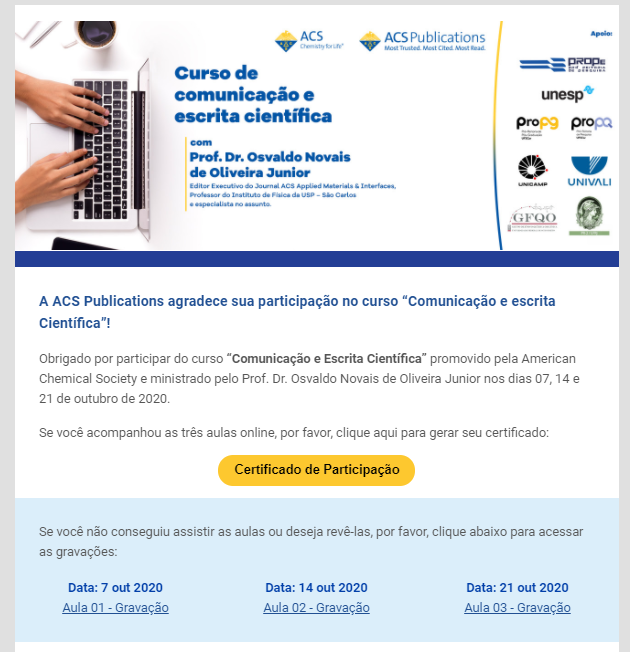 ACS
Chemistry for Life®
ACS Publications
Most Trusted. Most Cited. Most Read.
Apoio:
Curso de
comunicação e
escrita científica
com
Prof. Dr. Osvaldo Novais
de Oliveira Junior
Editor Executivo do Journal ACS Applied Materials & Interfaces,
Professor do Instituto de Física da USP – São Carlos
e especialista no assunto.
PROPe
unesp
propg
propq
UNICAMP
UNIVALI
GFQO
A ACS Publications agradece sua participação no curso “Comunicação e escrita
Científica”!
Obrigado por participar do curso “Comunicação e Escrita Científica” promovido pela American
Chemical Society e ministrado pelo Prof. Dr. Osvaldo Novais de Oliveira Junior nos dias 07, 14 e
21 de outubro de 2020.
Se você acompanhou as três aulas online, por favor, clique aqui para gerar seu certificado:
Certificado de Participação
Se você não conseguiu assistir as aulas ou deseja revê-las, por favor, clique abaixo para acessar
as gravações:
Data: 7 out 2020
Aula 01 - Gravação
Data: 14 out 2020
Aula 02 - Gravação
Data: 21 out 2020
Aula 03 - Gravação